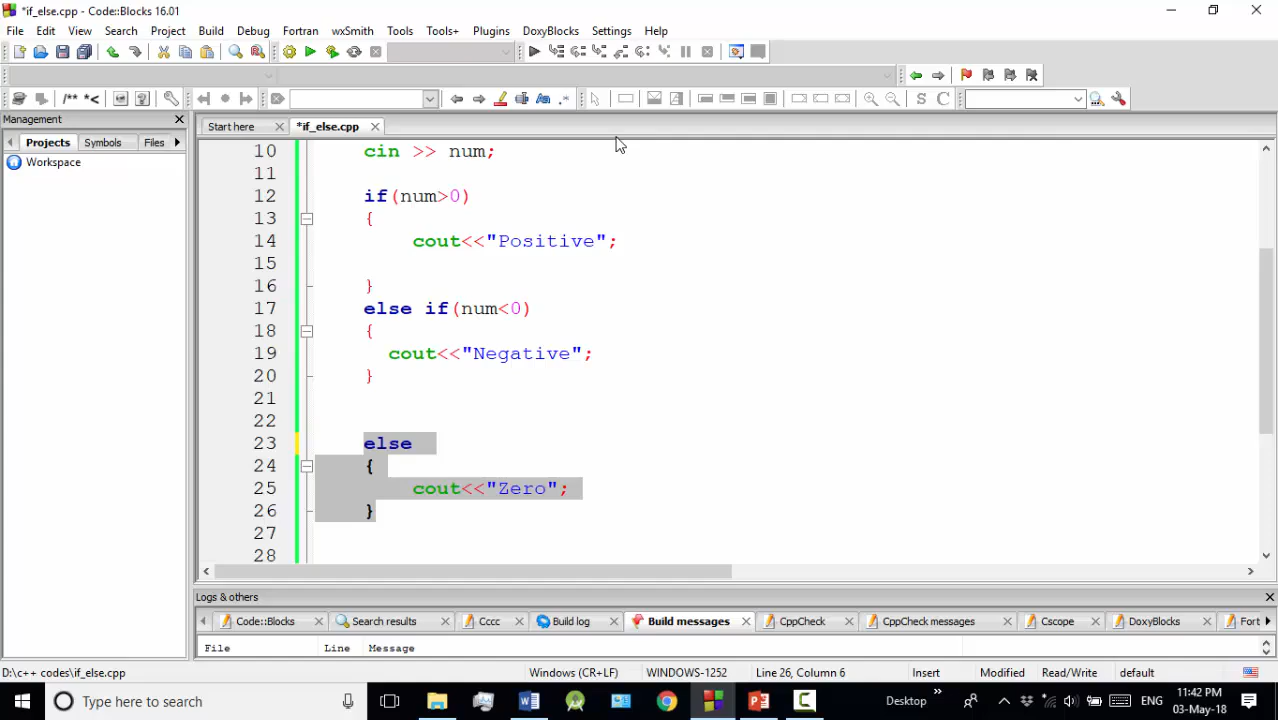 *if_else.cpp - Code::Blocks 16.01
File Edit View Search Project Build Debug Fortran wxSmith Tools Tools+ Plugins DoxyBlocks Settings Help
/** *<
S C
Management
Start here *if_else.cpp
Projects Symbols Files
Workspace
10 cin >> num;
11
12 if(num>0)
13 {
14 cout<<"Positive";
15
16 }
17 else if(num<0)
18 {
19 cout<<"Negative";
20 }
21
22
23 else
24 {
25 cout<<"Zero";
26 }
27
28
Logs & others
Code::Blocks Search results Cccc Build log Build messages CppCheck CppCheck messages Cscope DoxyBlocks Fort
File Line Message
D:\c++ codes\if_else.cpp Windows (CR+LF) WINDOWS-1252 Line 26, Column 6 Insert Modified Read/Write default
Type here to search Desktop ENG 11:42 PM
03-May-18